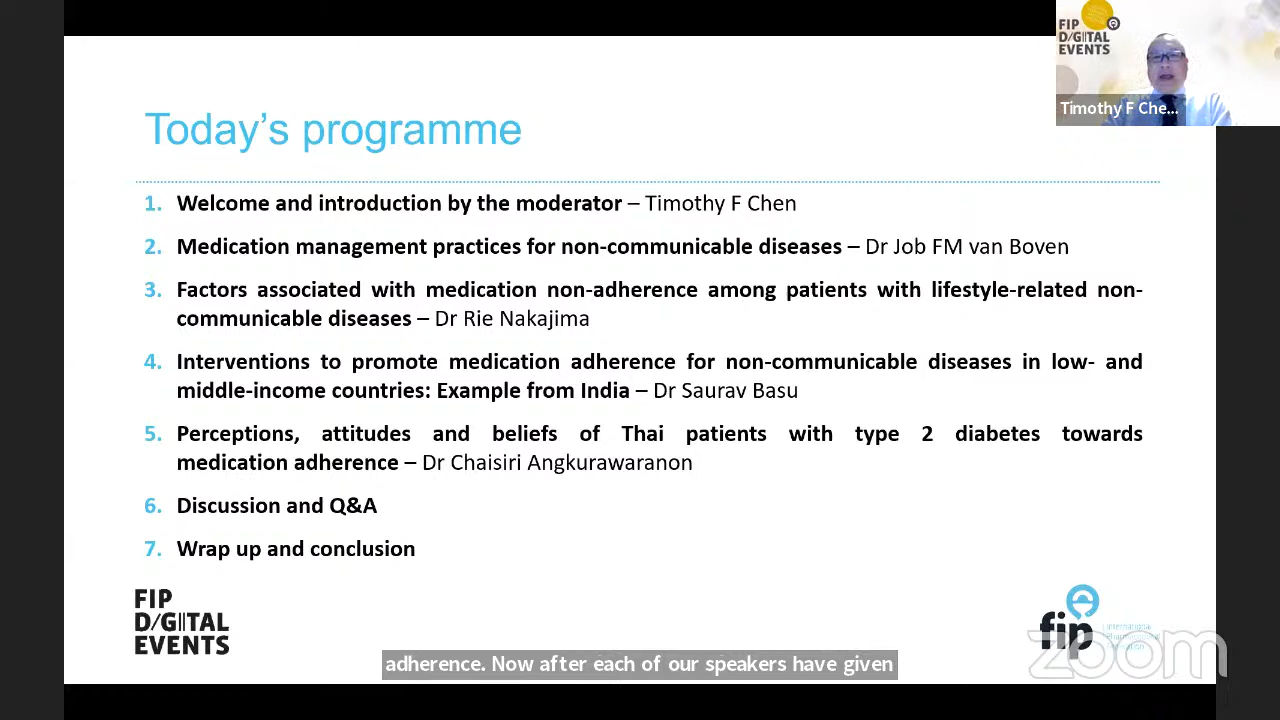 FIP
D/G|ITAL
EVENTS
Timothy F Che...
Today's programme
1. Welcome and introduction by the moderator – Timothy F Chen
2. Medication management practices for non-communicable diseases – Dr Job FM van Boven
3. Factors associated with medication non-adherence among patients with lifestyle-related non-
communicable diseases – Dr Rie Nakajima
4. Interventions to promote medication adherence for non-communicable diseases in low- and
middle-income countries: Example from India – Dr Saurav Basu
5. Perceptions, attitudes and beliefs of Thai patients with type 2 diabetes towards
medication adherence – Dr Chaisiri Angkurawaranon
6. Discussion and Q&A
7. Wrap up and conclusion
FIP
D/G|ITAL
EVENTS
fip
International
Pharmaceutical
Federation
zoom
adherence. Now after each of our speakers have given